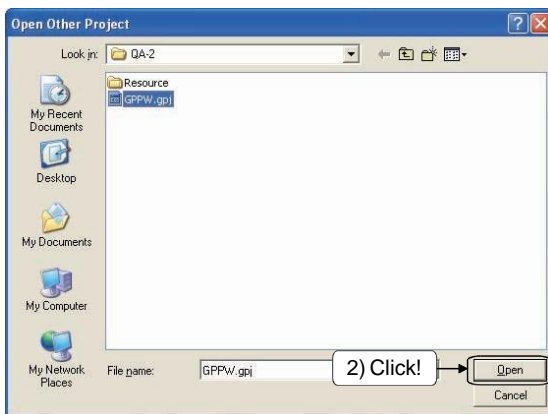 Open Other Project
Look in: QA-2
Resource
GPPW.gpj
My Recent
Documents
Desktop
My Documents
My Computer
My Network
Places
File name: GPPW.gpj
2) Click!
Open
Cancel